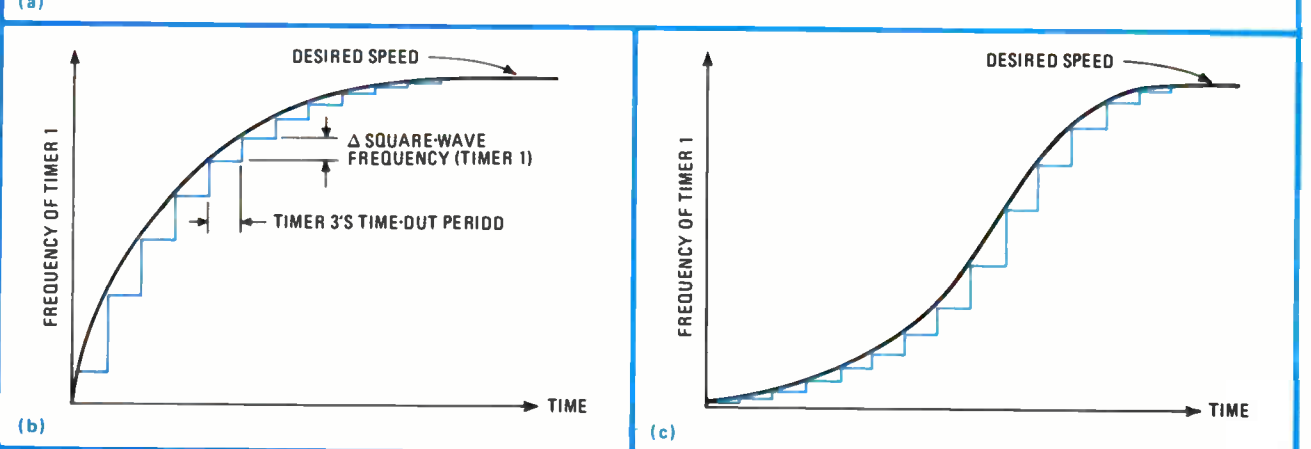 (a)
DESIRED SPEED
Δ SQUARE-WAVE
FREQUENCY (TIMER 1)
TIMER 3'S TIME-OUT PERIOD
FREQUENCY OF TIMER 1
TIME
(b)
DESIRED SPEED
FREQUENCY OF TIMER 1
TIME
(c)